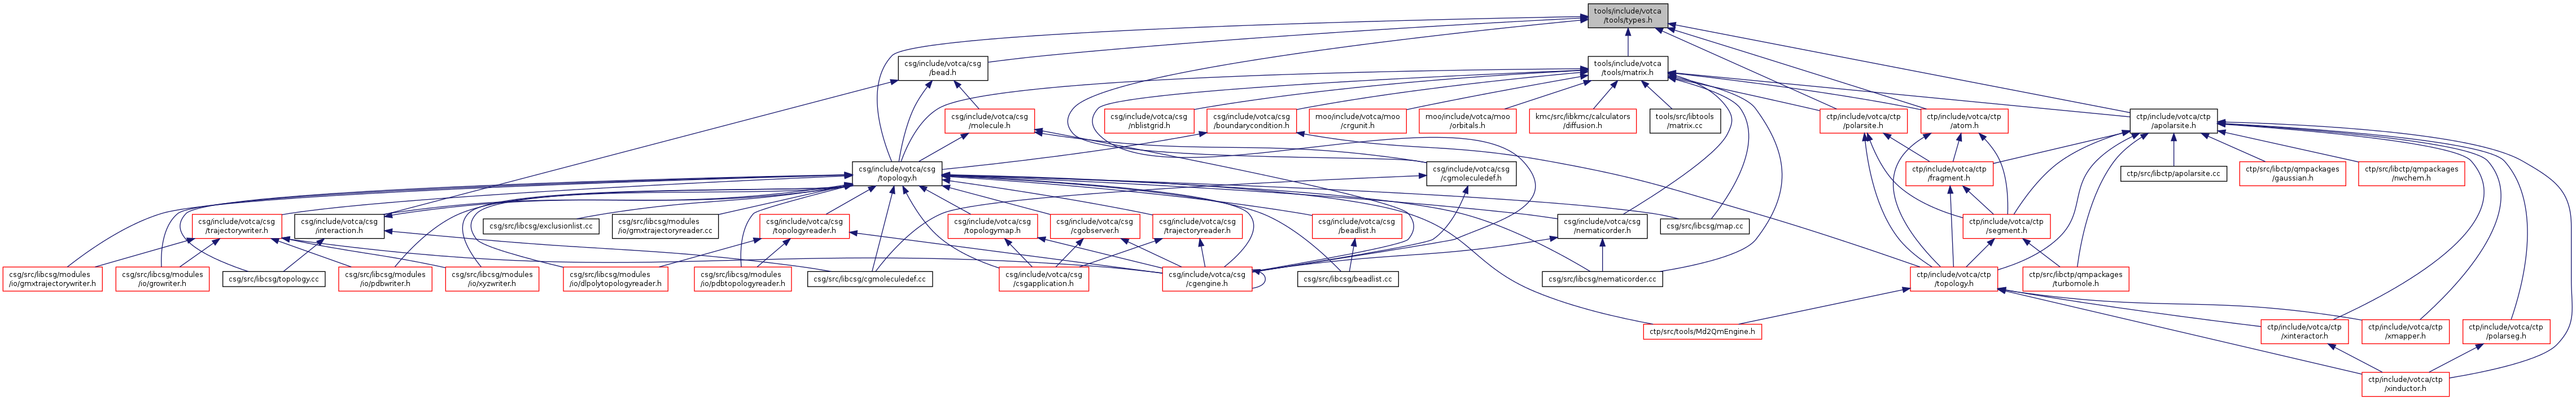 tools/include/votca
/tools/types.h
csg/include/votca/csg
/bead.h
tools/include/votca
/tools/matrix.h
csg/include/votca/csg
/molecule.h
csg/include/votca/csg
/nblistgrid.h
csg/include/votca/csg
/boundarycondition.h
moo/include/votca/moo
/crgunit.h
moo/include/votca/moo
/orbitals.h
kmc/src/libkmc/calculators
/diffusion.h
tools/src/libtools
/matrix.cc
ctp/include/votca/ctp
/polarsite.h
ctp/include/votca/ctp
/atom.h
ctp/include/votca/ctp
/apolarsite.h
csg/include/votca/csg
/topology.h
csg/include/votca/csg
/cgmoleculedef.h
ctp/include/votca/ctp
/fragment.h
ctp/src/libctp/apolarsite.cc
ctp/src/libctp/qmpackages
/gaussian.h
ctp/src/libctp/qmpackages
/nwchem.h
csg/include/votca/csg
/trajectorywriter.h
csg/include/votca/csg
/interaction.h
csg/src/libcsg/exclusionlist.cc
csg/src/libcsg/modules
/io/gmxtrajectoryreader.cc
csg/include/votca/csg
/topologyreader.h
csg/include/votca/csg
/topologymap.h
csg/include/votca/csg
/cgobserver.h
csg/include/votca/csg
/trajectoryreader.h
csg/include/votca/csg
/beadlist.h
csg/include/votca/csg
/nematicorder.h
csg/src/libcsg/map.cc
ctp/include/votca/ctp
/segment.h
csg/src/libcsg/modules
/io/gmxtrajectorywriter.h
csg/src/libcsg/modules
/io/growriter.h
csg/src/libcsg/topology.cc
csg/src/libcsg/modules
/io/pdbwriter.h
csg/src/libcsg/modules
/io/xyzwriter.h
csg/src/libcsg/modules
/io/dlpolytopologyreader.h
csg/src/libcsg/modules
/io/pdbtopologyreader.h
csg/src/libcsg/cgmoleculedef.cc
csg/include/votca/csg
/csgapplication.h
csg/include/votca/csg
/cgengine.h
csg/src/libcsg/beadlist.cc
csg/src/libcsg/nematicorder.cc
ctp/include/votca/ctp
/topology.h
ctp/src/libctp/qmpackages
/turbomole.h
ctp/src/tools/Md2QmEngine.h
ctp/include/votca/ctp
/xinteractor.h
ctp/include/votca/ctp
/xmapper.h
ctp/include/votca/ctp
/polarseg.h
ctp/include/votca/ctp
/xinductor.h